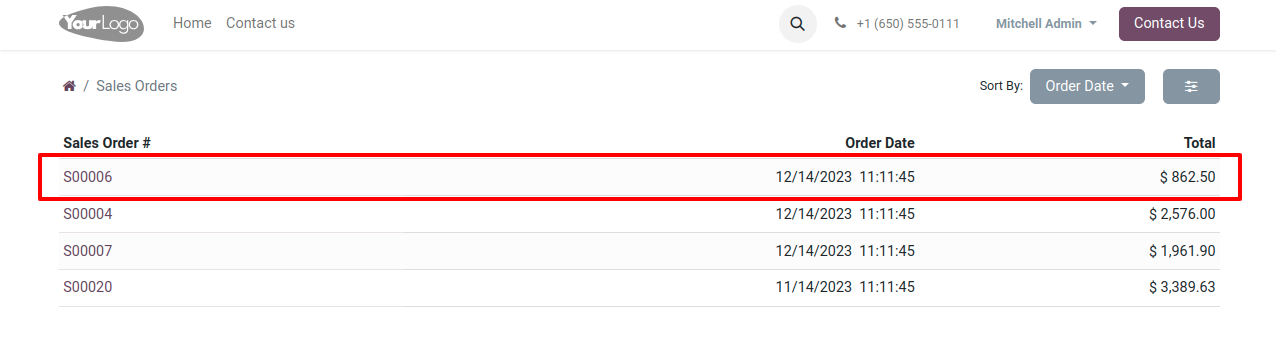 YourLogo Home Contact us +1 (650) 555-0111 Mitchell Admin Contact Us
/ Sales Orders Sort By: Order Date
Sales Order # Order Date Total
S00006 12/14/2023 11:11:45 $ 862.50
S00004 12/14/2023 11:11:45 $ 2,576.00
S00007 12/14/2023 11:11:45 $ 1,961.90
S00020 11/14/2023 11:11:45 $ 3,389.63